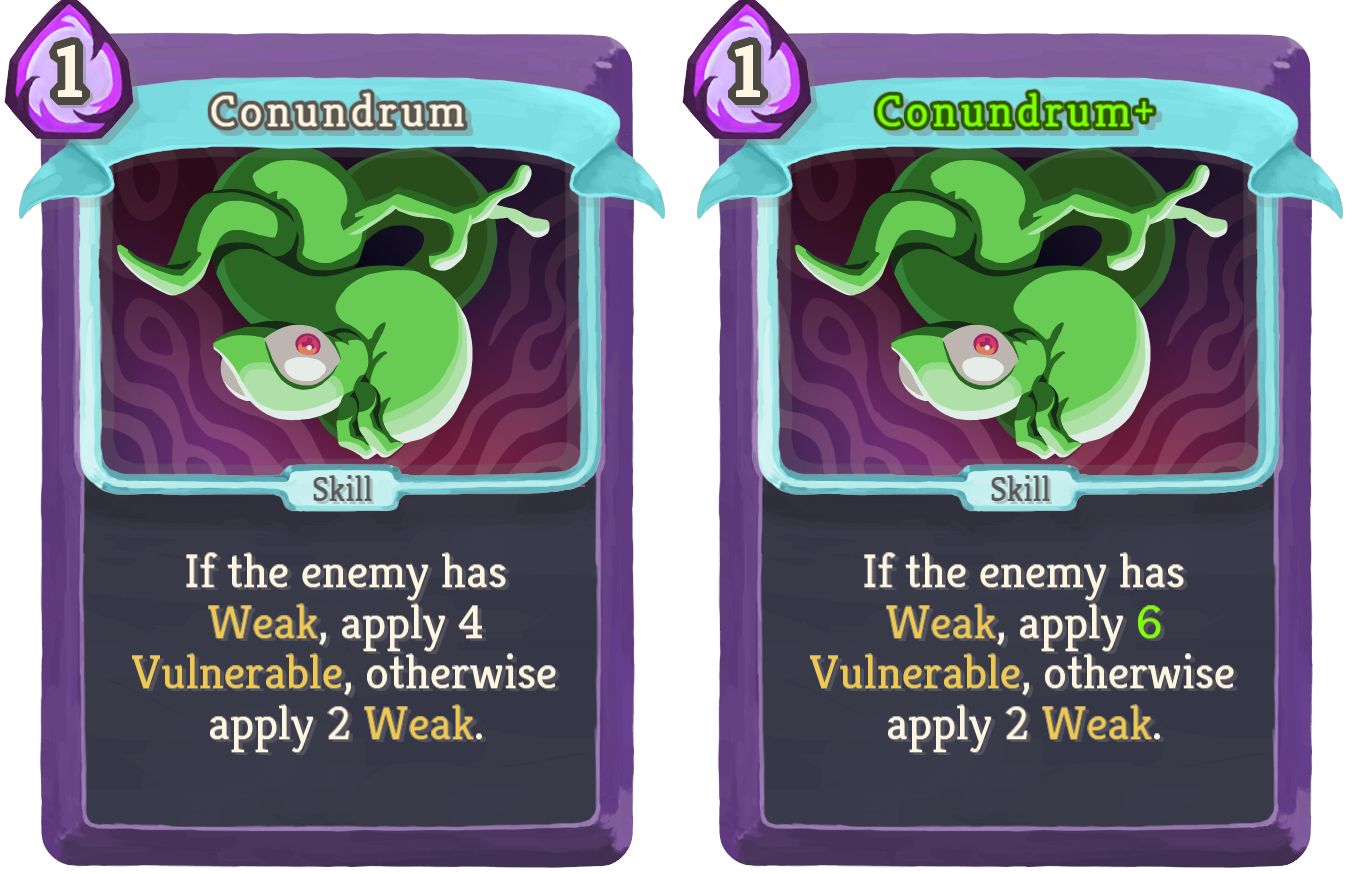 1
Conundrum
Skill
If the enemy has
Weak, apply 4
Vulnerable, otherwise
apply 2 Weak.
1
Conundrum+
Skill
If the enemy has
Weak, apply 6
Vulnerable, otherwise
apply 2 Weak.